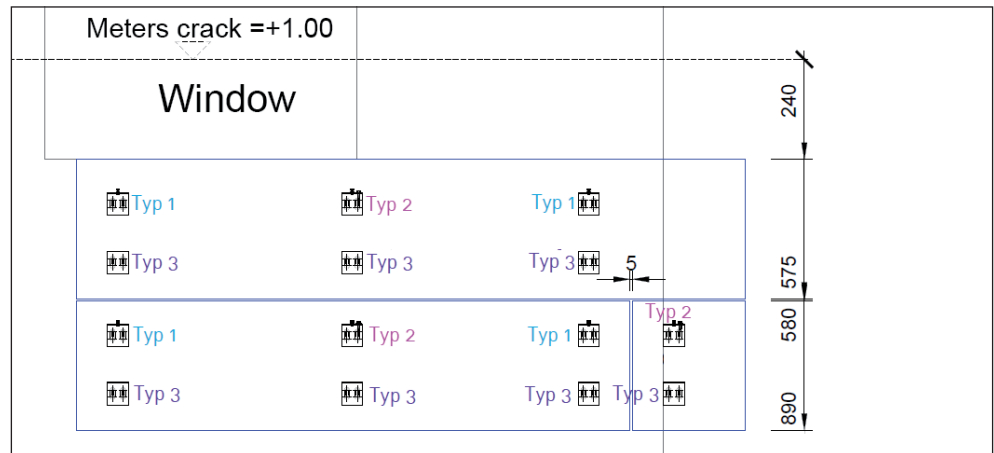 Meters crack =+1.00
Window
240
Typ 1 Typ 2 Typ 1
Typ 3 Typ 3 Typ 3 5
575
Typ 2
580
Typ 1 Typ 2 Typ 1
Typ 3 Typ 3 Typ 3 Typ 3
890